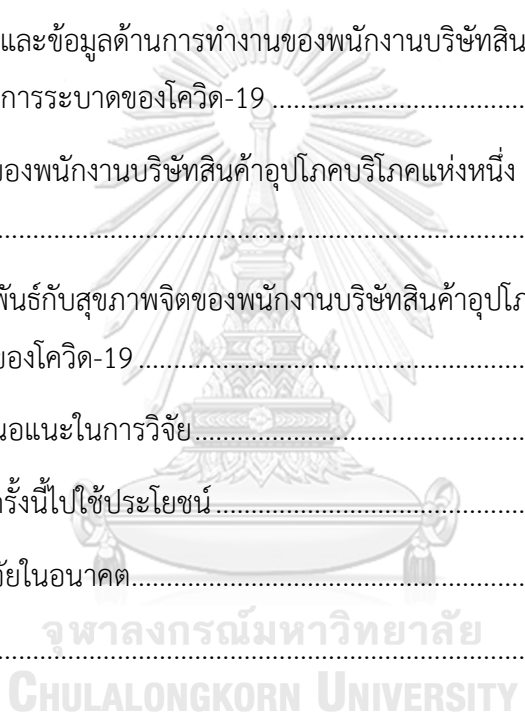 และข้อมูลด้านการทำงานของพนักงานบริษัทสิน
การระบาดของโควิด-19 ........................................
ของพนักงานบริษัทสินค้าอุปโภคบริโภคแห่งหนึ่ง
................................................................................
พันธ์กับสุขภาพจิตของพนักงานบริษัทสินค้าอุปโภ
ของโควิด-19 ............................................................
นอแนะในการวิจัย ....................................................
ครั้งนี้ไปใช้ประโยชน์ ................................................
จัยในอนาคต.............................................................
จุฬาลงกรณ์มหาวิทยาลัย
................................................................................
CHULALONGKORN UNIVERSITY